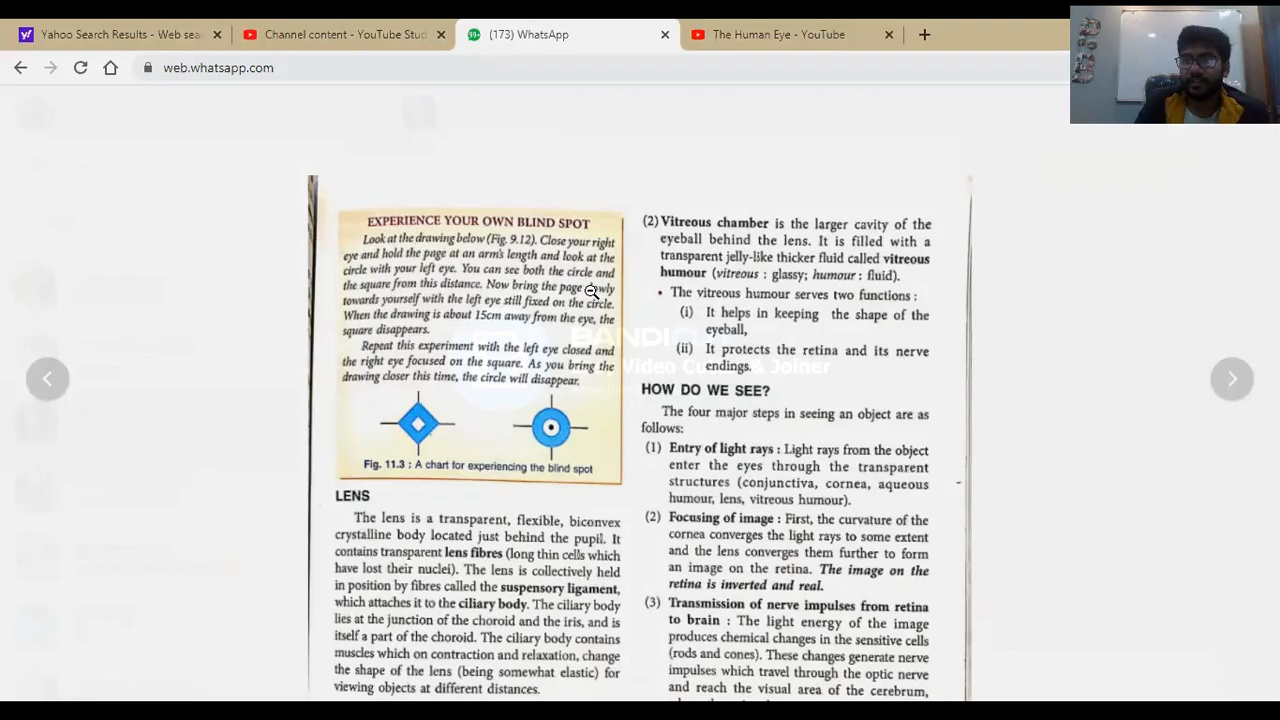 Yahoo Search Results - Web sea
Channel content - YouTube Stud
(173) WhatsApp
The Human Eye - YouTube
web.whatsapp.com
EXPERIENCE YOUR OWN BLIND SPOT
Look at the drawing below (Fig. 9.12). Close your right
eye and hold the page at an arm's length and look at the
circle with your left eye. You can see both the circle and
the square from this distance. Now bring the page
towards yourself with the left eye still fixed on the circle.
When the drawing is about 15cm away from the eye, the
square disappears.
Repeat this experiment with the left eye closed and
the right eye focused on the square. As you bring the
drawing closer this time, the circle will disappear.
Fig. 11.3 : A chart for experiencing the blind spot
LENS
The lens is a transparent, flexible, biconvex
crystalline body located just behind the pupil. It
contains transparent lens fibres (long thin cells which
have lost their nuclei). The lens is collectively held
in position by fibres called the suspensory ligament,
which attaches it to the ciliary body. The ciliary body
lies at the junction of the choroid and the iris, and is
itself a part of the choroid. The ciliary body contains
muscles which on contraction and relaxation, change
the shape of the lens (being somewhat elastic) for
viewing objects at different distances.
(2) Vitreous chamber is the larger cavity of the
eyeball behind the lens. It is filled with a
transparent jelly-like thicker fluid called vitreous
humour (vitreous : glassy; humour : fluid).
• The vitreous humour serves two functions :
(i) It helps in keeping the shape of the
eyeball,
(ii) It protects the retina and its nerve
endings.
HOW DO WE SEE?
The four major steps in seeing an object are as
follows:
(1) Entry of light rays : Light rays from the object
enter the eyes through the transparent
structures (conjunctiva, cornea, aqueous
humour, lens, vitreous humour).
(2) Focusing of image : First, the curvature of the
cornea converges the light rays to some extent
and the lens converges them further to form
an image on the retina. The image on the
retina is inverted and real.
(3) Transmission of nerve impulses from retina
to brain : The light energy of the image
produces chemical changes in the sensitive cells
(rods and cones). These changes generate nerve
impulses which travel through the optic nerve
and reach the visual area of the cerebrum,
Video Cu & Joiner